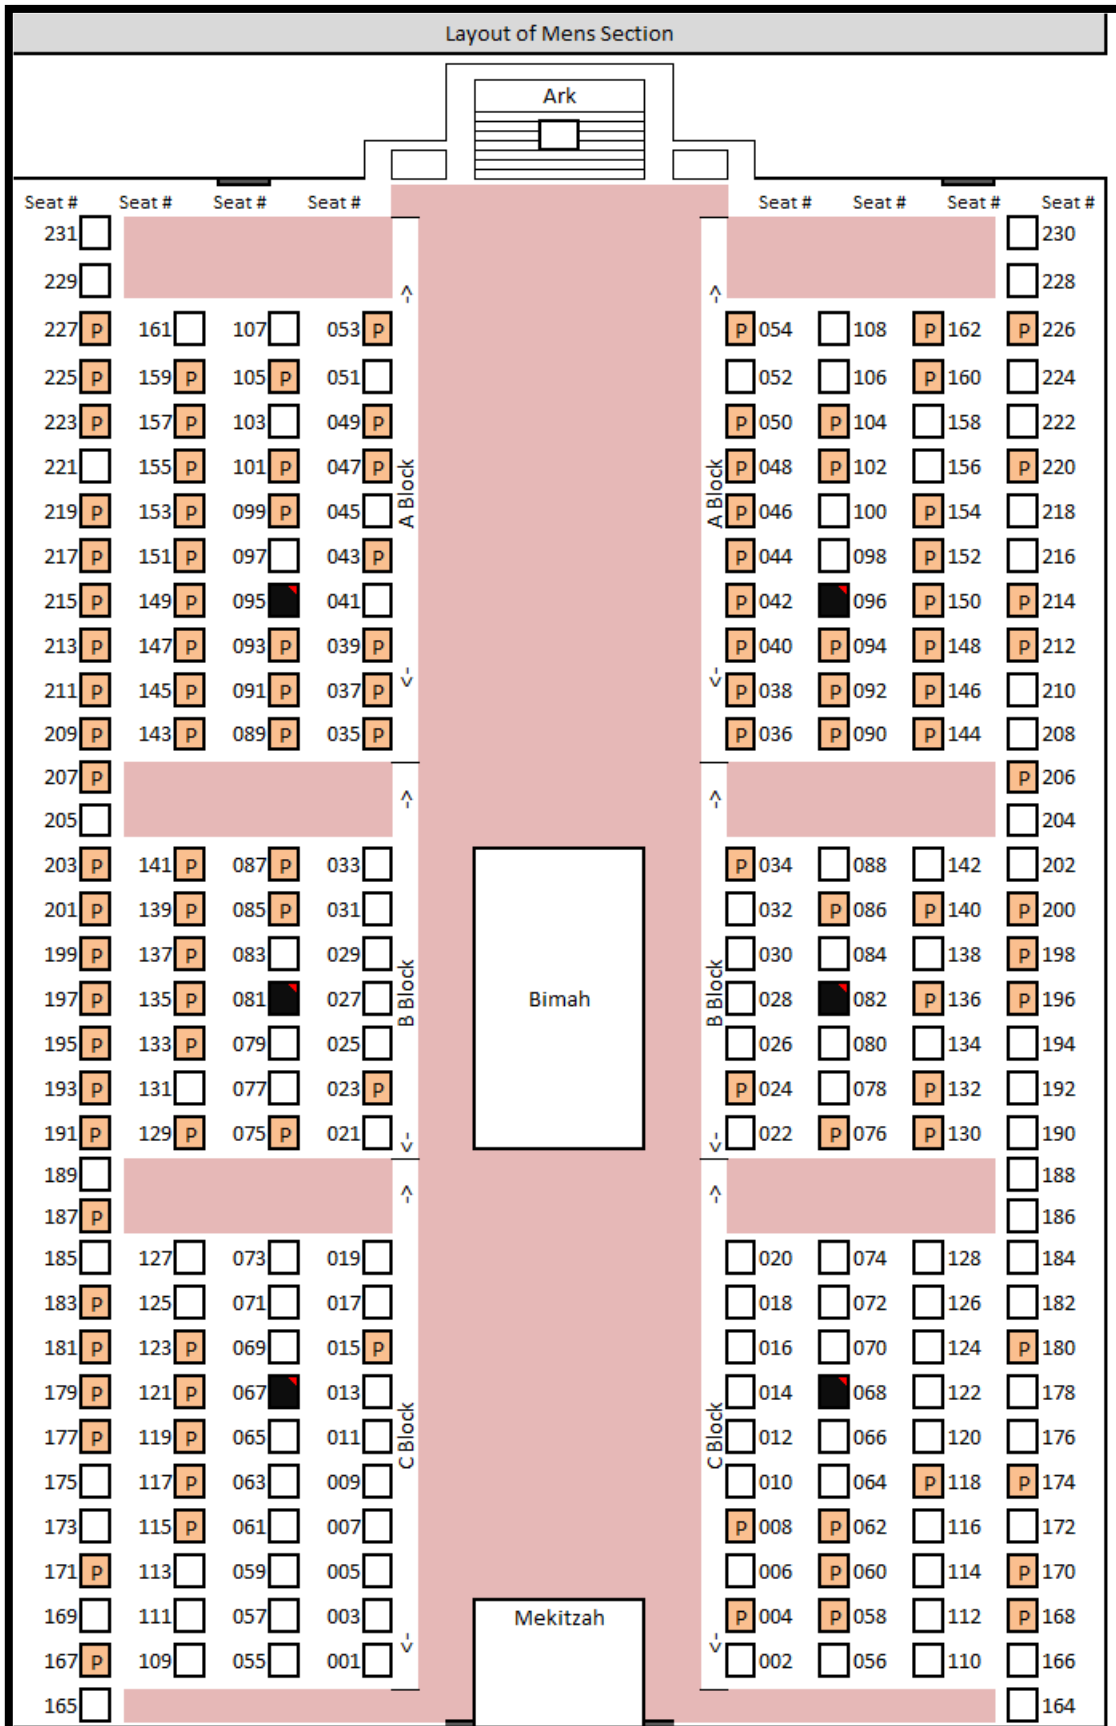 Layout of Mens Section
Ark
Seat # Seat # Seat # Seat # Seat # Seat # Seat # Seat #
231 230
229 228
227 P 161 107 053 P P 054 108 P 162 P 226
225 P 159 P 105 P 051 052 106 P 160 224
223 P 157 P 103 049 P P 050 P 104 158 222
221 155 P 101 P 047 P P 048 P 102 156 P 220
219 P 153 P 099 P 045 P 046 100 P 154 218
217 P 151 P 097 043 P P 044 098 P 152 216
215 P 149 P 095 041 P 042 096 P 150 P 214
213 P 147 P 093 P 039 P P 040 P 094 P 148 P 212
211 P 145 P 091 P 037 P P 038 P 092 P 146 210
209 P 143 P 089 P 035 P P 036 P 090 P 144 208
<- A Block -> <- A Block ->
207 P P 206
205 204
203 P 141 P 087 P 033 P 034 088 142 202
201 P 139 P 085 P 031 032 P 086 P 140 P 200
199 P 137 P 083 029 030 084 138 P 198
197 P 135 P 081 027 Bimah 028 082 P 136 P 196
195 P 133 P 079 025 026 080 134 194
193 P 131 077 023 P P 024 078 P 132 192
191 P 129 P 075 P 021 022 P 076 P 130 190
<- B Block -> <- B Block ->
189 188
187 P 186
185 127 073 019 020 074 128 184
183 P 125 071 017 018 072 126 182
181 P 123 P 069 015 P 016 070 124 P 180
179 P 121 P 067 013 014 068 122 178
177 P 119 P 065 011 012 066 120 176
175 117 P 063 009 010 064 P 118 P 174
173 115 P 061 007 P 008 P 062 116 172
171 P 113 059 005 006 P 060 114 P 170
169 111 057 003 Mekitzah P 004 P 058 112 P 168
167 P 109 055 001 002 056 110 166
<- C Block -> <- C Block ->
165 164